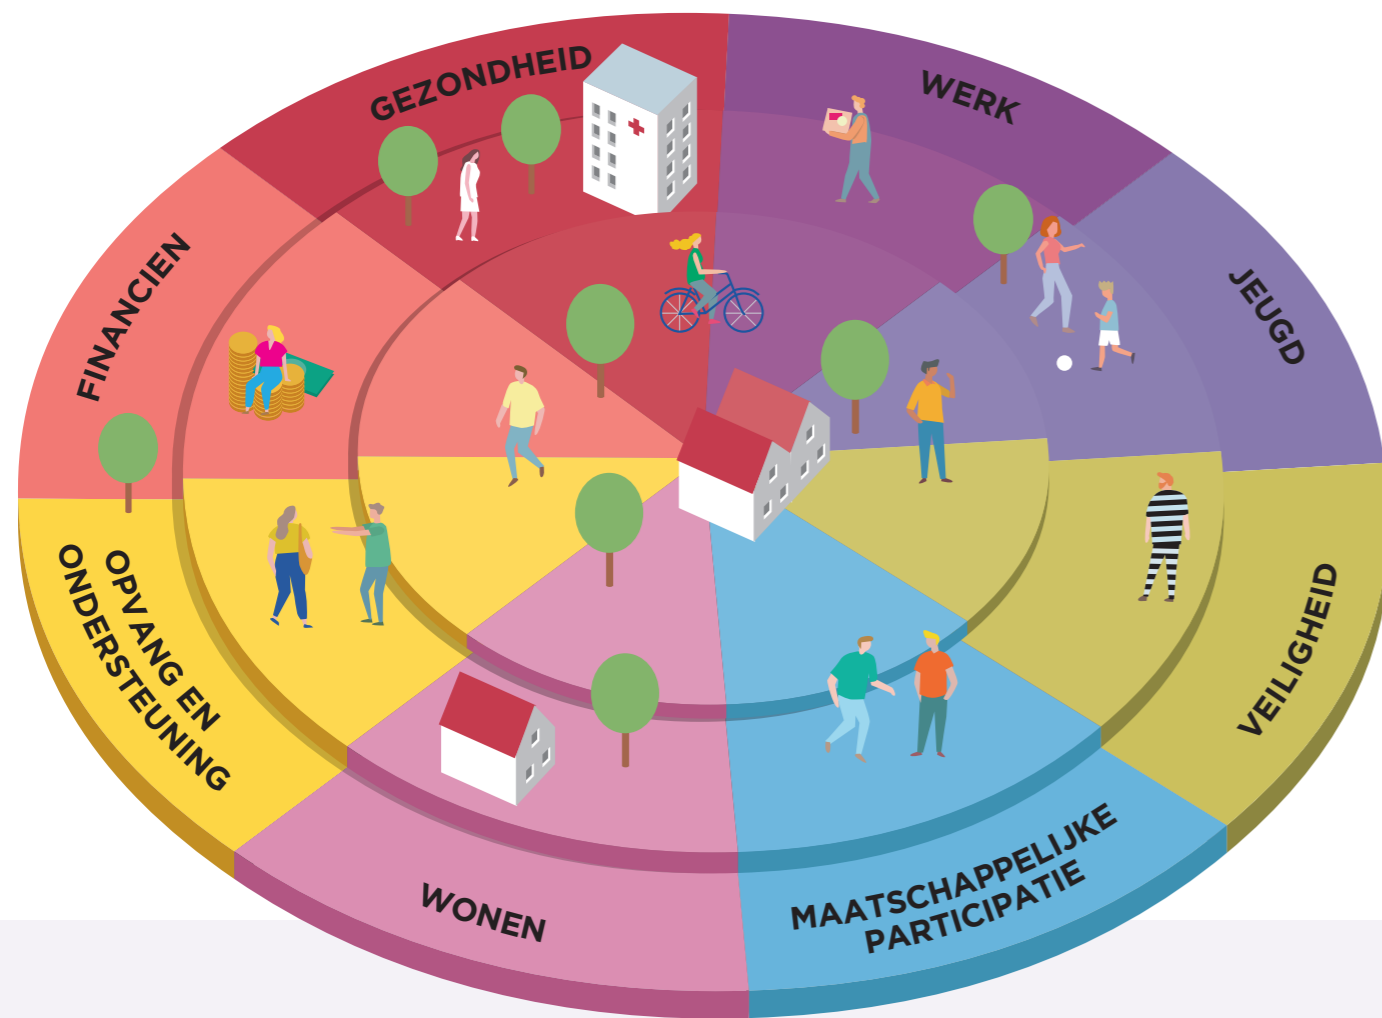 GEZONDHEID
WERK
JEUGD
VEILIGHEID
MAATSCHAPPELIJKE
PARTICIPATIE
WONEN
OPVANG EN
ONDERSTEUNING
FINANCIEN